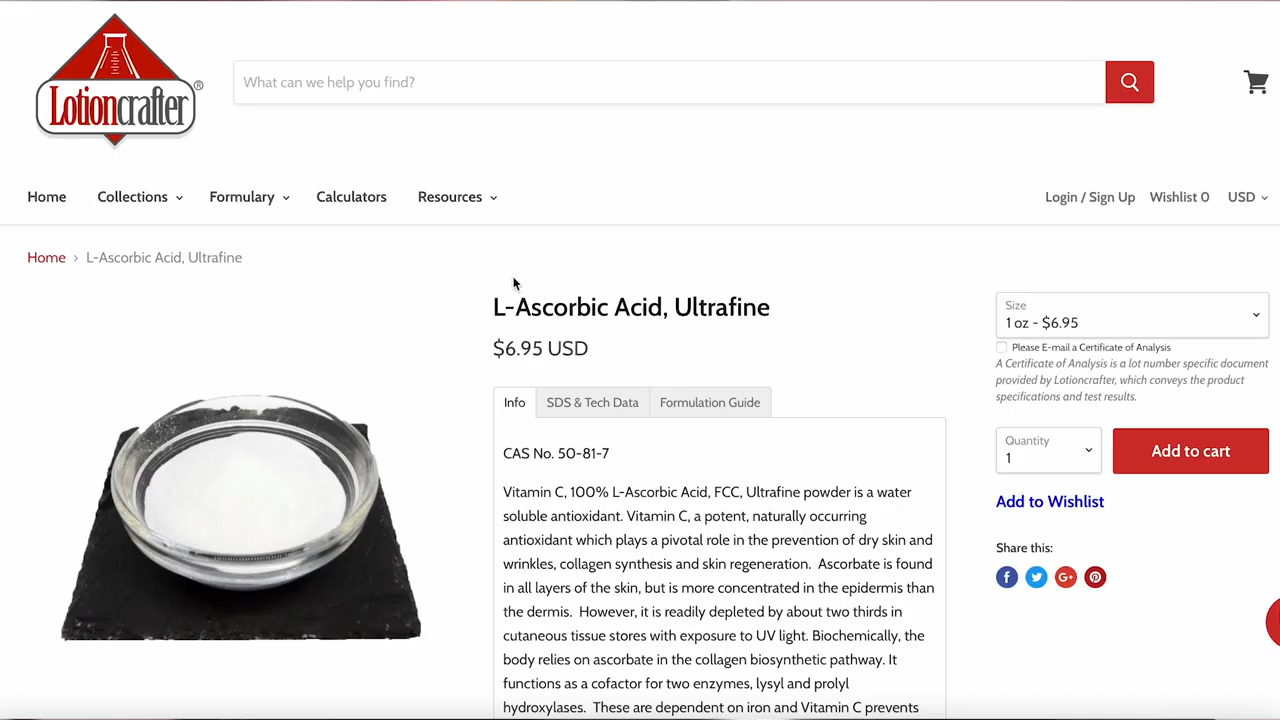 Lotioncrafter®
What can we help you find?
Home Collections Formulary Calculators Resources
Login / Sign Up Wishlist 0 USD
Home › L-Ascorbic Acid, Ultrafine
L-Ascorbic Acid, Ultrafine
$6.95 USD
Info SDS & Tech Data Formulation Guide
CAS No. 50-81-7
Vitamin C, 100% L-Ascorbic Acid, FCC, Ultrafine powder is a water
soluble antioxidant. Vitamin C, a potent, naturally occurring
antioxidant which plays a pivotal role in the prevention of dry skin and
wrinkles, collagen synthesis and skin regeneration. Ascorbate is found
in all layers of the skin, but is more concentrated in the epidermis than
the dermis. However, it is readily depleted by about two thirds in
cutaneous tissue stores with exposure to UV light. Biochemically, the
body relies on ascorbate in the collagen biosynthetic pathway. It
functions as a cofactor for two enzymes, lysyl and prolyl
hydroxylases. These are dependent on iron and Vitamin C prevents
Size
1 oz - $6.95
Please E-mail a Certificate of Analysis
A Certificate of Analysis is a lot number specific document
provided by Lotioncrafter, which conveys the product
specifications and test results.
Quantity
1
Add to cart
Add to Wishlist
Share this:
f
G+